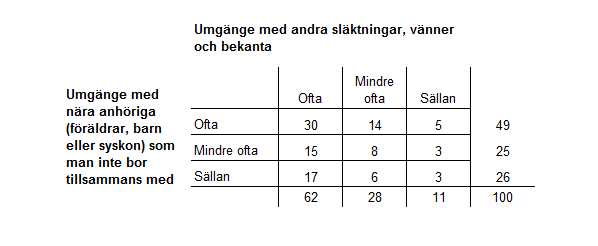 Umgänge med andra släktningar, vänner
och bekanta
Umgänge med
nära anhöriga
(föräldrar, barn
eller syskon) som
man inte bor
tillsammans med
Ofta Mindre ofta Sällan
Ofta 30 14 5 49
Mindre ofta 15 8 3 25
Sällan 17 6 3 26
62 28 11 100